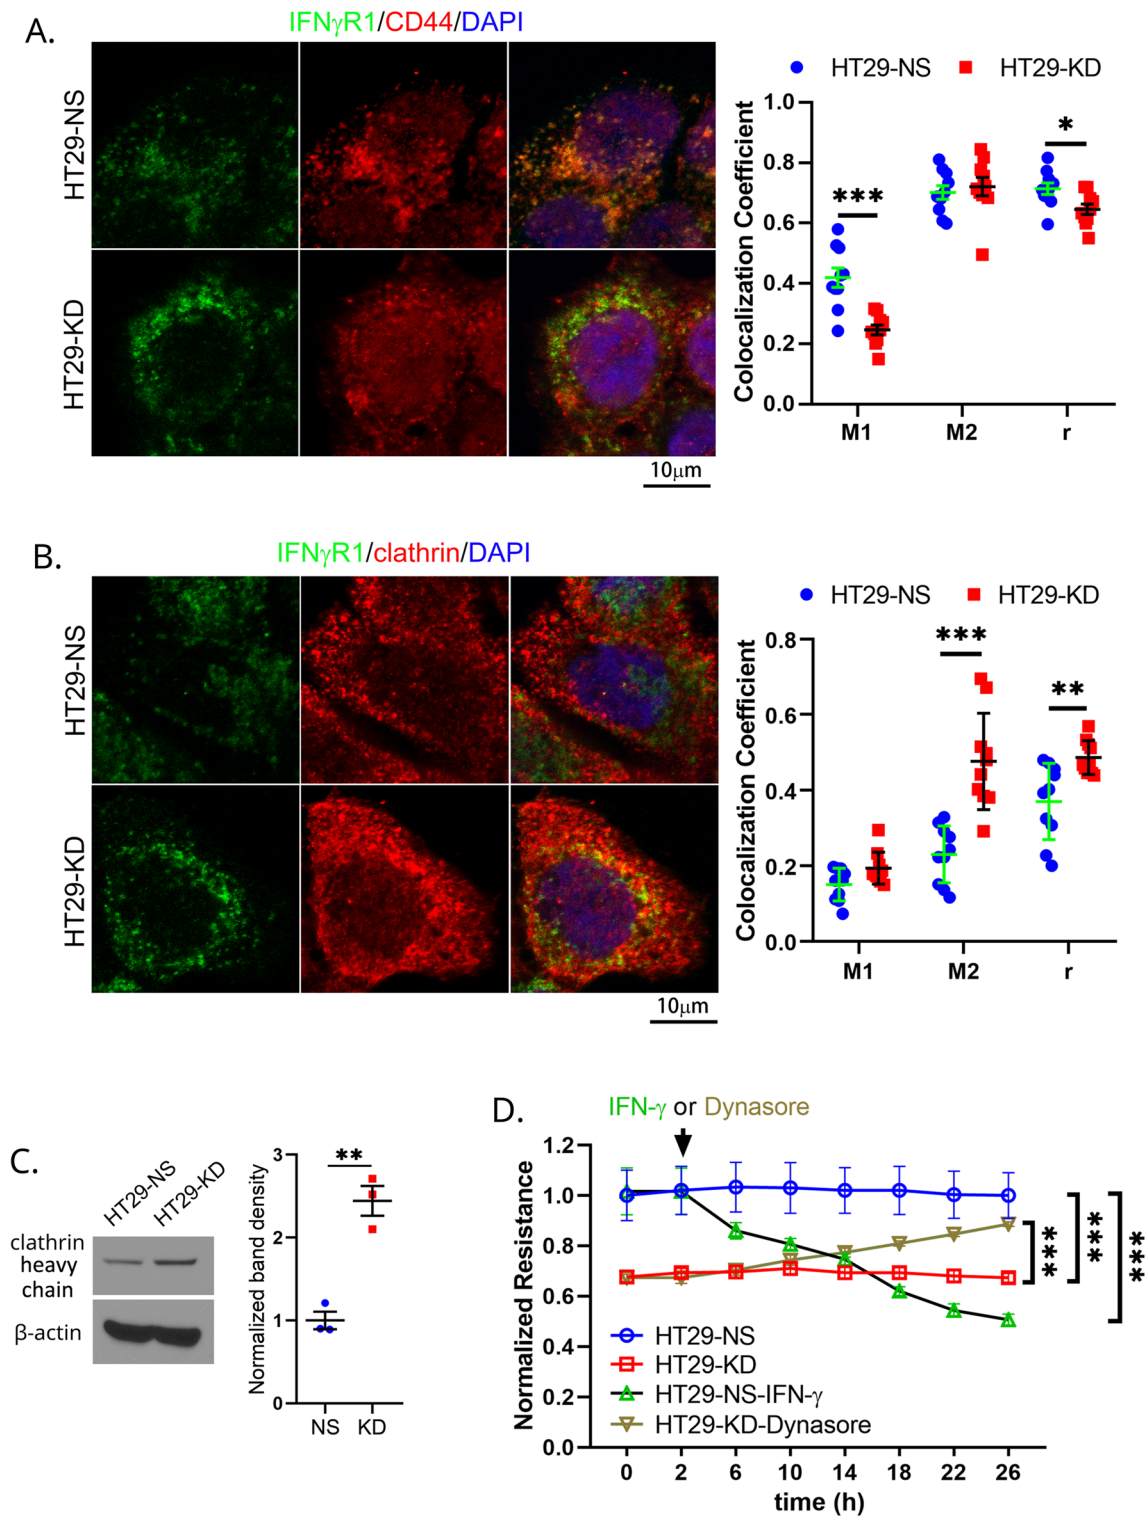 A.
IFNγR1/CD44/DAPI
HT29-NS
HT29-KD
10μm
HT29-NS HT29-KD
Colocalization Coefficient
1.0
0.8
0.6
0.4
0.2
0.0
***
*
M1 M2 r
B.
IFNγR1/clathrin/DAPI
HT29-NS
HT29-KD
10μm
HT29-NS HT29-KD
Colocalization Coefficient
0.8
0.6
0.4
0.2
0.0
***
**
M1 M2 r
C.
HT29-NS
HT29-KD
clathrin
heavy
chain
β-actin
Normalized band density
3
2
1
0
**
NS KD
D.
IFN-γ or Dynasore
Normalized Resistance
1.2
1.0
0.8
0.6
0.4
0.2
0.0
HT29-NS
HT29-KD
HT29-NS-IFN-γ
HT29-KD-Dynasore
***
***
***
0 2 6 10 14 18 22 26
time (h)